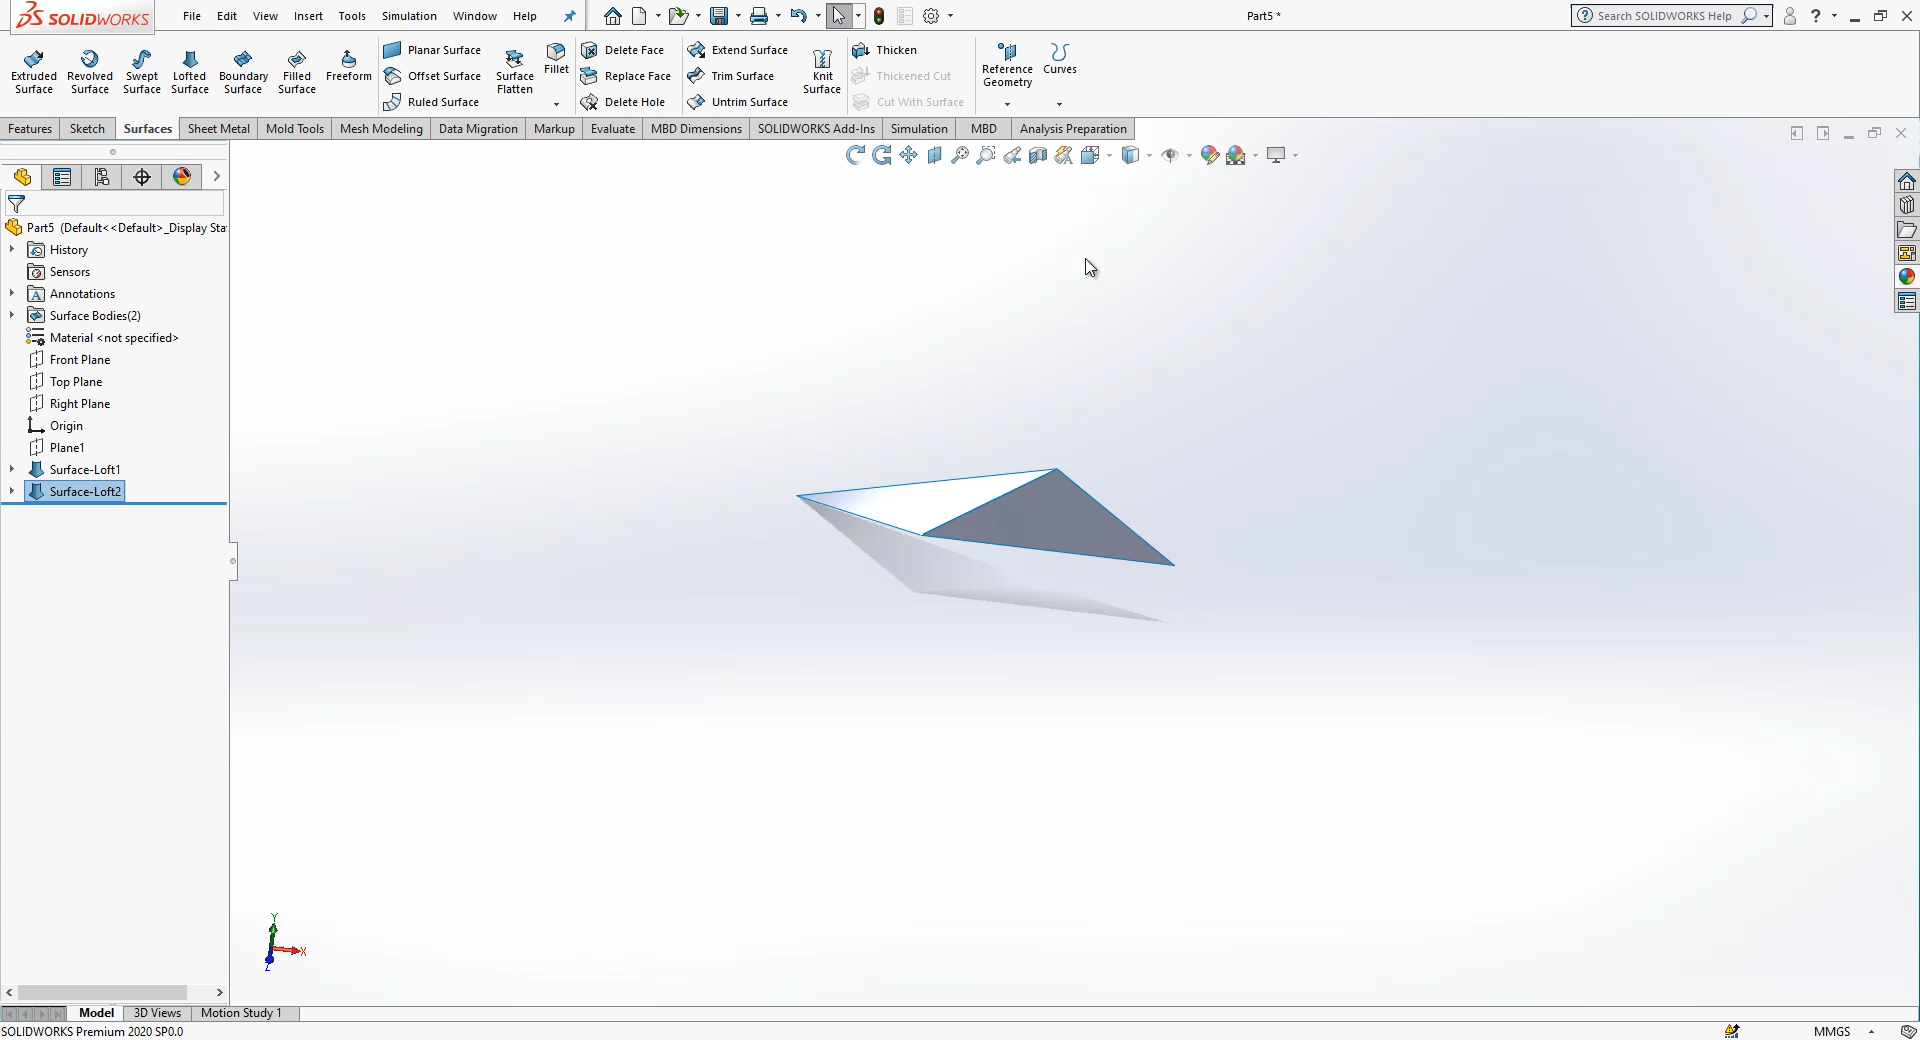 SOLIDWORKS File Edit View Insert Tools Simulation Window Help Part5 * Search SOLIDWORKS Help
Extruded Surface
Revolved Surface
Swept Surface
Lofted Surface
Boundary Surface
Filled Surface
Freeform
Planar Surface
Offset Surface
Ruled Surface
Surface Flatten
Fillet
Delete Face
Replace Face
Delete Hole
Extend Surface
Trim Surface
Untrim Surface
Knit Surface
Thicken
Thickened Cut
Cut With Surface
Reference Geometry
Curves
Features Sketch Surfaces Sheet Metal Mold Tools Mesh Modeling Data Migration Markup Evaluate MBD Dimensions SOLIDWORKS Add-Ins Simulation MBD Analysis Preparation
Part5 (Default<<Default>_Display Sta
History
Sensors
Annotations
Surface Bodies(2)
Material <not specified>
Front Plane
Top Plane
Right Plane
Origin
Plane1
Surface-Loft1
Surface-Loft2
Y
X
Z
Model 3D Views Motion Study 1
SOLIDWORKS Premium 2020 SP0.0 MMGS